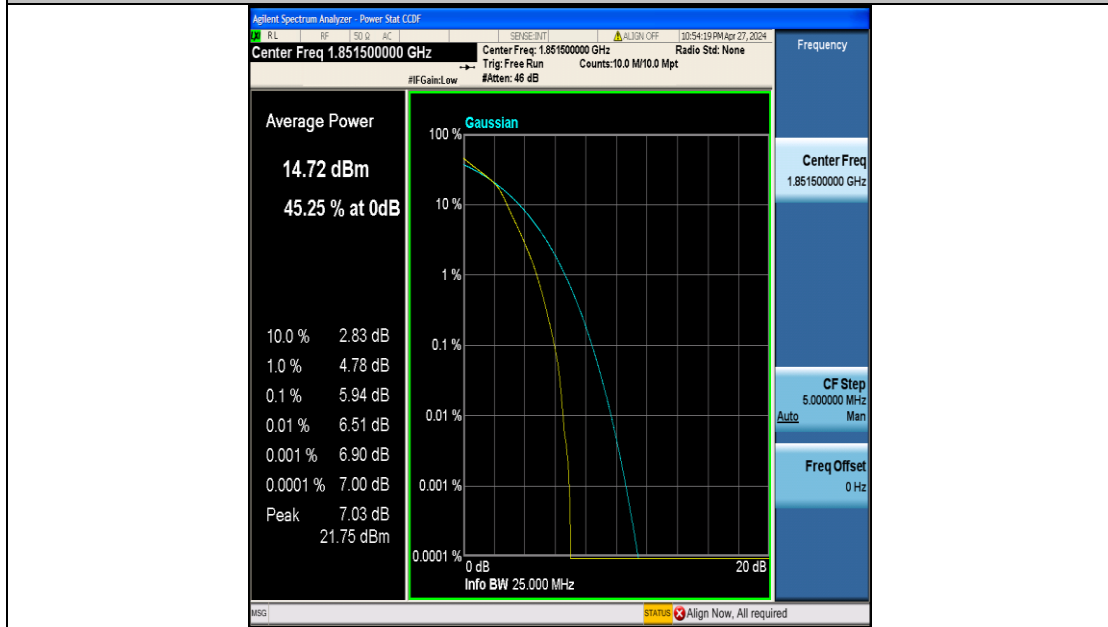 Agilent Spectrum Analyzer - Power Stat CCDF
RL RF 50 Ω AC SENSE:INT ALIGN OFF 10:54:19 PM Apr 27, 2024
Center Freq 1.851500000 GHz
Center Freq: 1.851500000 GHz Radio Std: None
Trig: Free Run Counts:10.0 M/10.0 Mpt
#IFGain:Low #Atten: 46 dB
Frequency
Average Power
14.72 dBm
45.25 % at 0dB
10.0 % 2.83 dB
1.0 % 4.78 dB
0.1 % 5.94 dB
0.01 % 6.51 dB
0.001 % 6.90 dB
0.0001 % 7.00 dB
Peak 7.03 dB
21.75 dBm
Gaussian
100 %
10 %
1 %
0.1 %
0.01 %
0.001 %
0.0001 %
0 dB 20 dB
Info BW 25.000 MHz
Center Freq
1.851500000 GHz
CF Step
5.000000 MHz
Auto Man
Freq Offset
0 Hz
MSG STATUS Align Now, All required